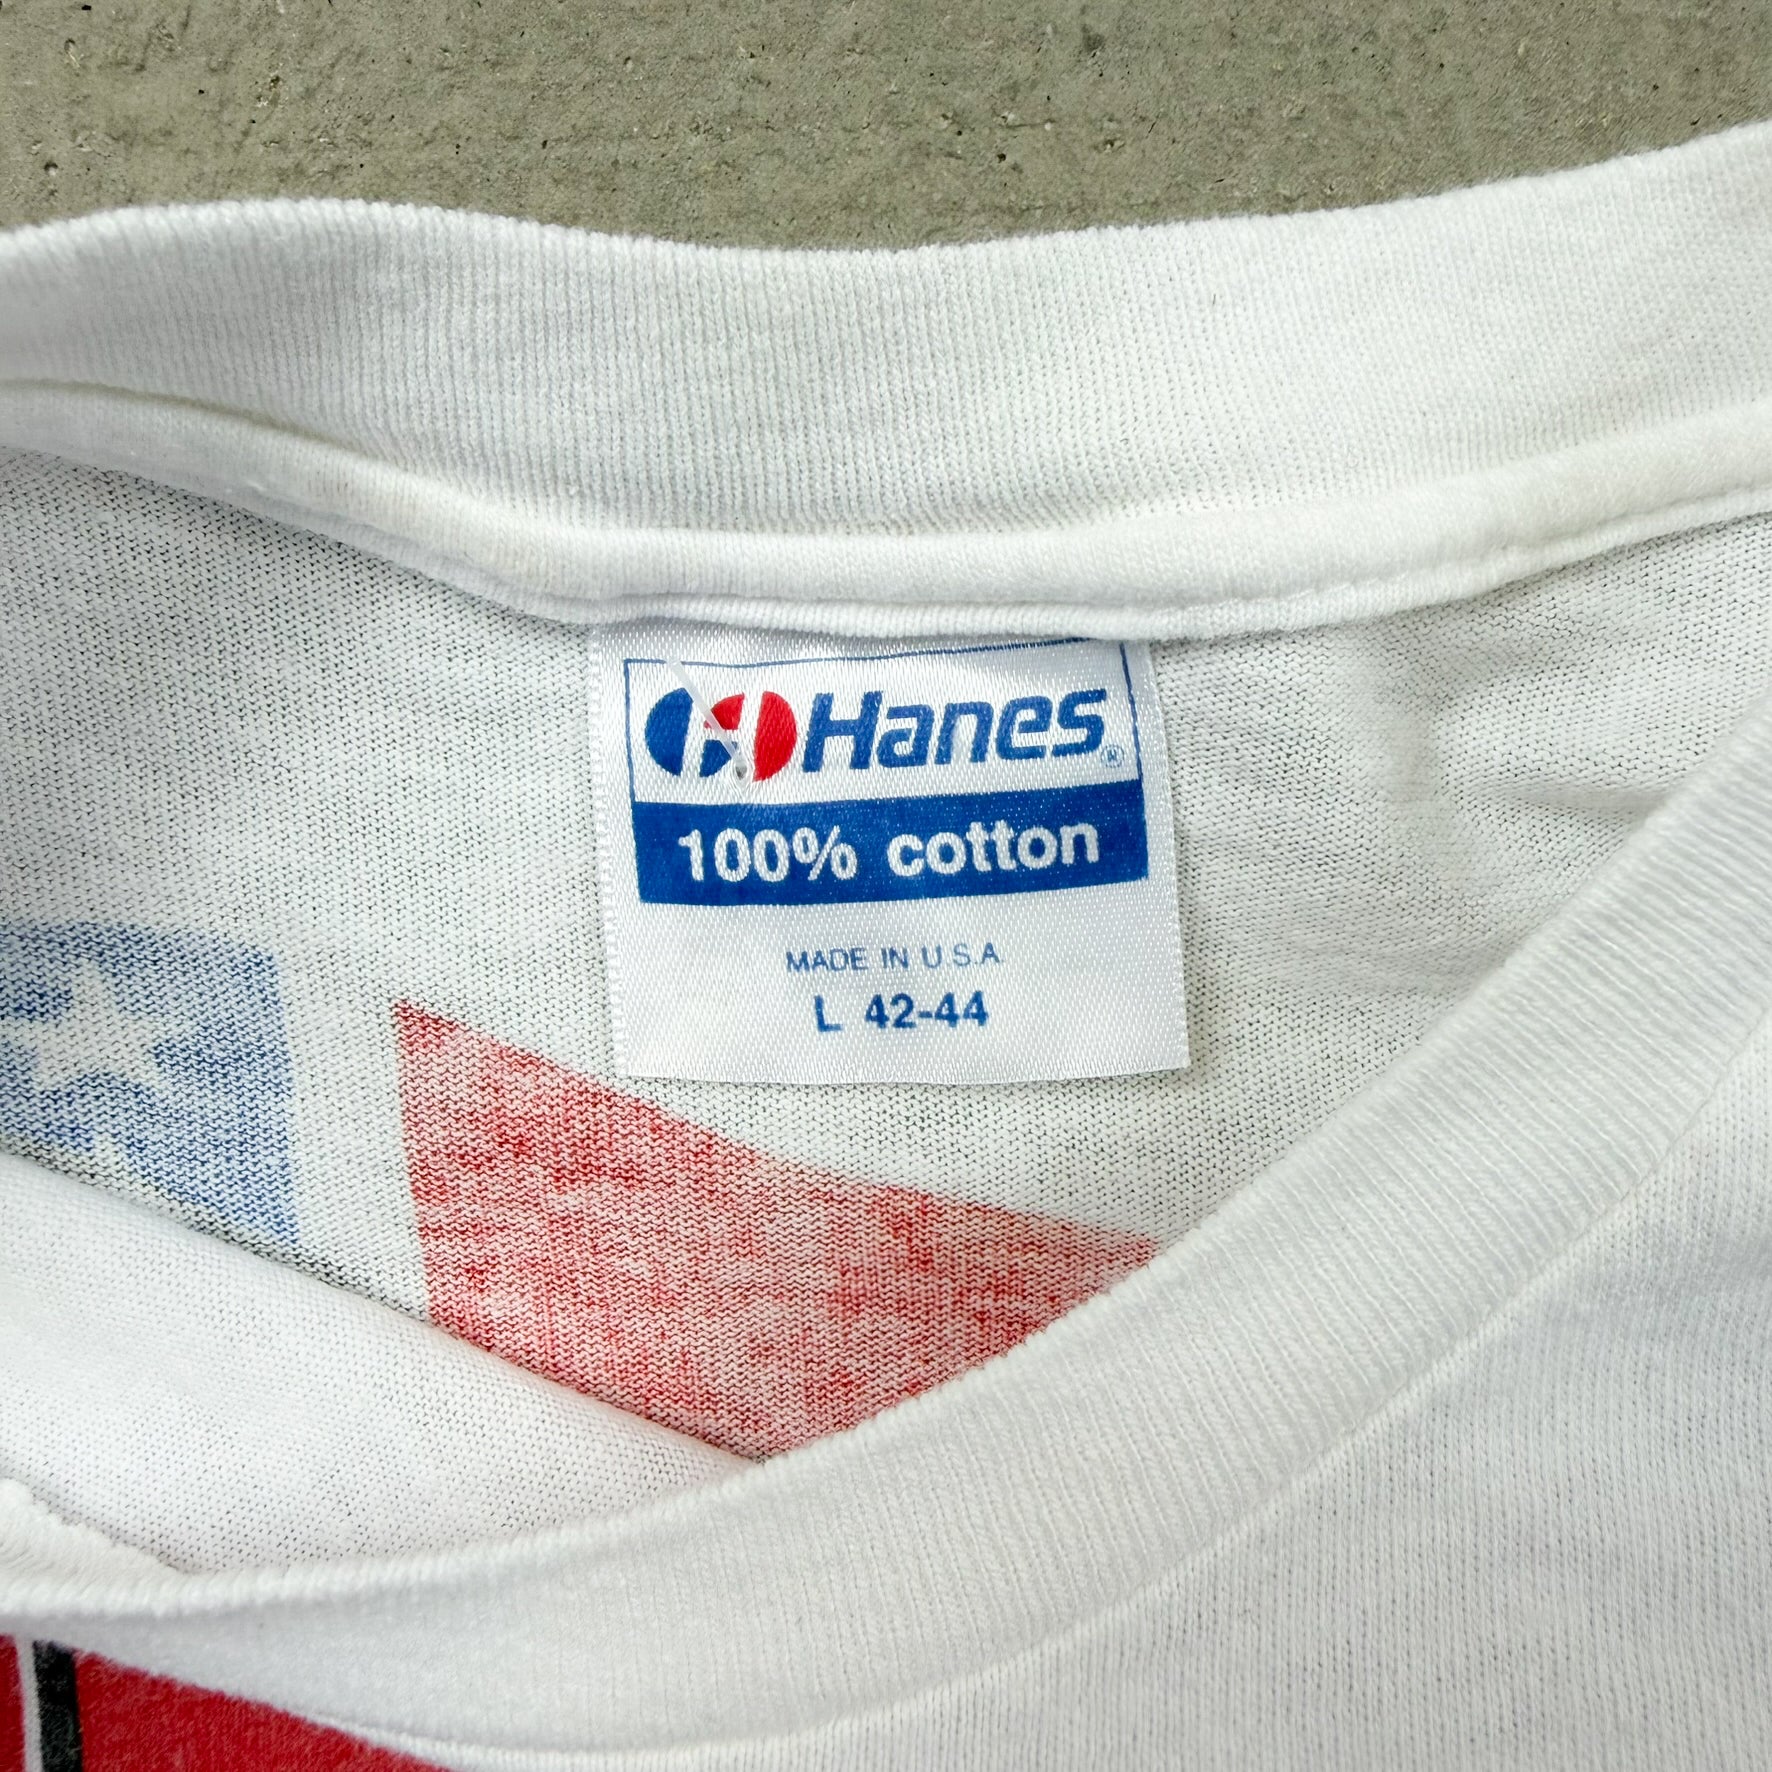 Hanes®
100% cotton
MADE IN U.S.A
L 42-44